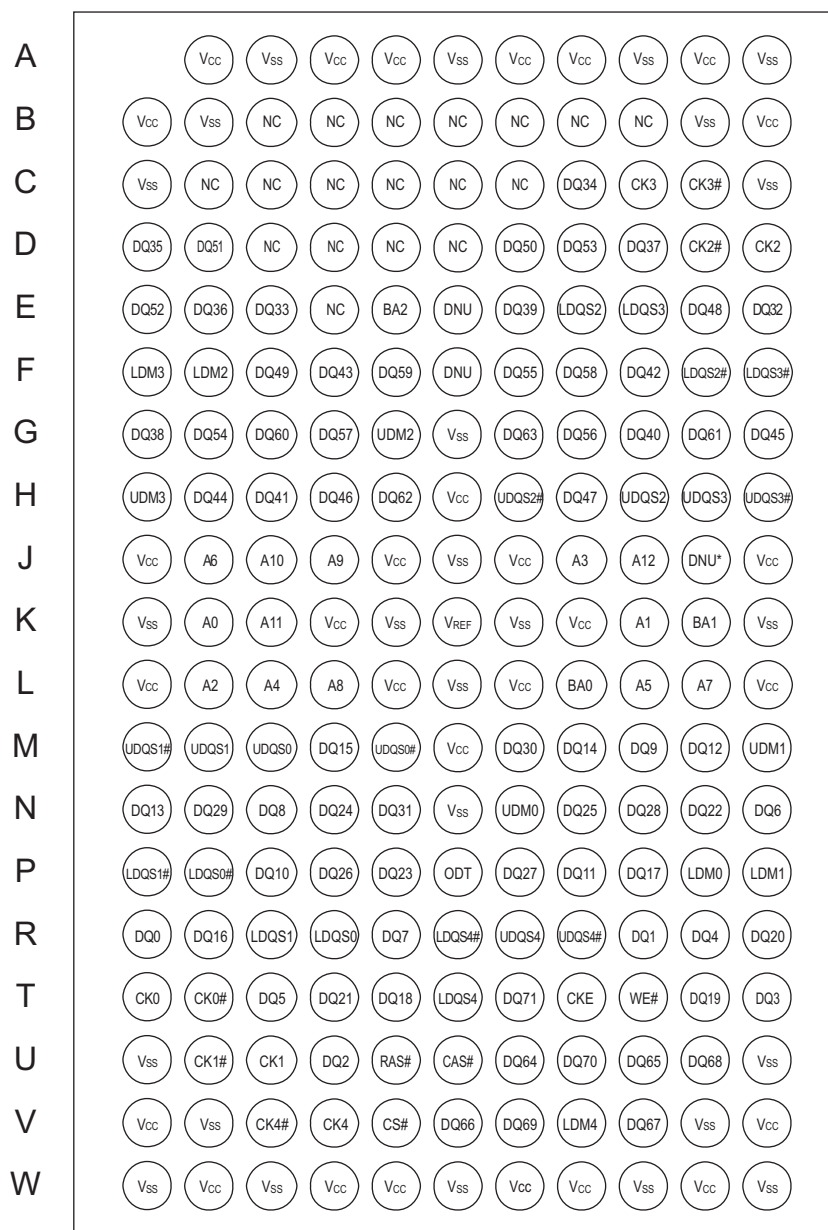 A Vcc Vss Vcc Vcc Vss Vcc Vcc Vss Vcc Vss
B Vcc Vss NC NC NC NC NC NC NC Vss Vcc
C Vss NC NC NC NC NC NC DQ34 CK3 CK3# Vss
D DQ35 DQ51 NC NC NC NC DQ50 DQ53 DQ37 CK2# CK2
E DQ52 DQ36 DQ33 NC BA2 DNU DQ39 LDQS2 LDQS3 DQ48 DQ32
F LDM3 LDM2 DQ49 DQ43 DQ59 DNU DQ55 DQ58 DQ42 LDQS2# LDQS3#
G DQ38 DQ54 DQ60 DQ57 UDM2 Vss DQ63 DQ56 DQ40 DQ61 DQ45
H UDM3 DQ44 DQ41 DQ46 DQ62 Vcc UDQS2# DQ47 UDQS2 UDQS3 UDQS3#
J Vcc A6 A10 A9 Vcc Vss Vcc A3 A12 DNU* Vcc
K Vss A0 A11 Vcc Vss VREF Vss Vcc A1 BA1 Vss
L Vcc A2 A4 A8 Vcc Vss Vcc BA0 A5 A7 Vcc
M UDQS1# UDQS1 UDQS0 DQ15 UDQS0# Vcc DQ30 DQ14 DQ9 DQ12 UDM1
N DQ13 DQ29 DQ8 DQ24 DQ31 Vss UDM0 DQ25 DQ28 DQ22 DQ6
P LDQS1# LDQS0# DQ10 DQ26 DQ23 ODT DQ27 DQ11 DQ17 LDM0 LDM1
R DQ0 DQ16 LDQS1 LDQS0 DQ7 LDQS4# UDQS4 UDQS4# DQ1 DQ4 DQ20
T CK0 CK0# DQ5 DQ21 DQ18 LDQS4 DQ71 CKE WE# DQ19 DQ3
U Vss CK1# CK1 DQ2 RAS# CAS# DQ64 DQ70 DQ65 DQ68 Vss
V Vcc Vss CK4# CK4 CS# DQ66 DQ69 LDM4 DQ67 Vss Vcc
W Vss Vcc Vss Vcc Vcc Vss Vcc Vcc Vss Vcc Vss